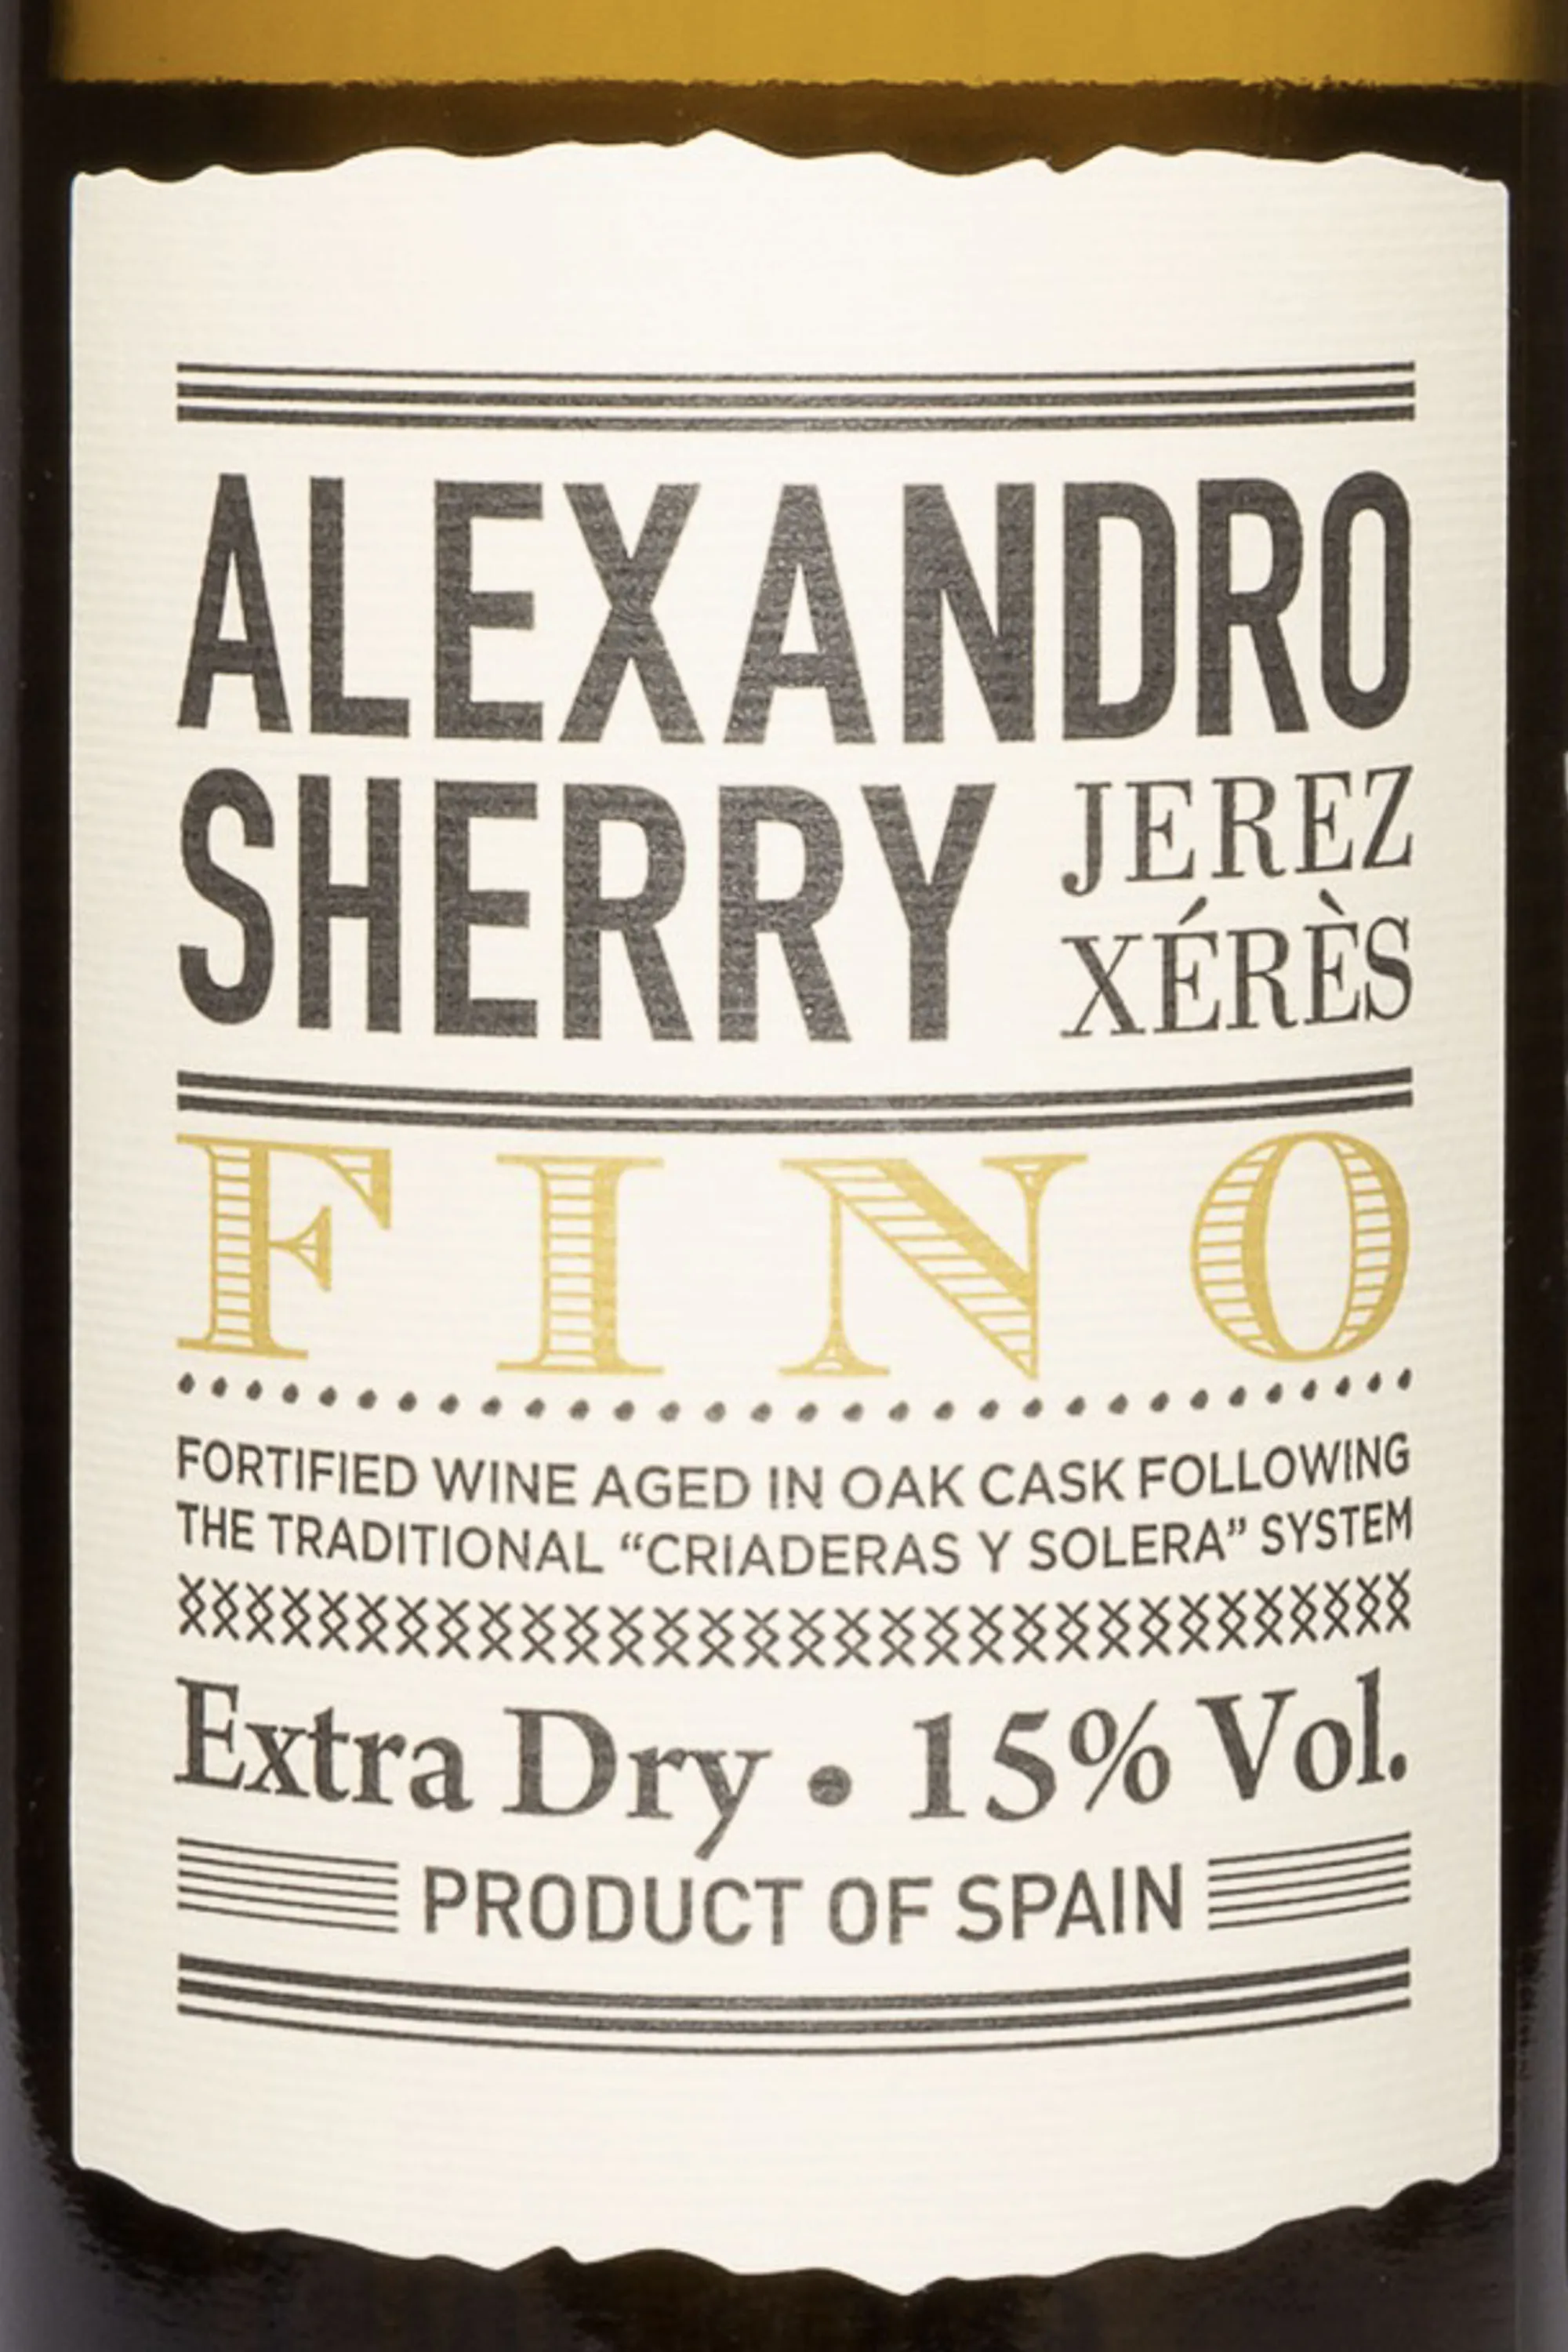 ALEXANDRO
SHERRY
JEREZ
XÉRÈS
FINO
FORTIFIED WINE AGED IN OAK CASK FOLLOWING
THE TRADITIONAL “CRIADERAS Y SOLERA” SYSTEM
Extra Dry • 15% Vol.
PRODUCT OF SPAIN